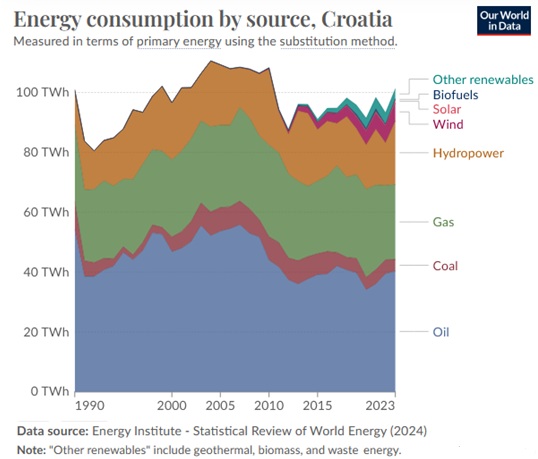 Energy consumption by source, Croatia
Measured in terms of primary energy using the substitution method.
Our World
in Data
100 TWh
80 TWh
60 TWh
40 TWh
20 TWh
0 TWh
1990
2000
2005
2010
2015
2023
Other renewables
Biofuels
Solar
Wind
Hydropower
Gas
Coal
Oil
Data source: Energy Institute - Statistical Review of World Energy (2024)
Note: "Other renewables" include geothermal, biomass, and waste energy.